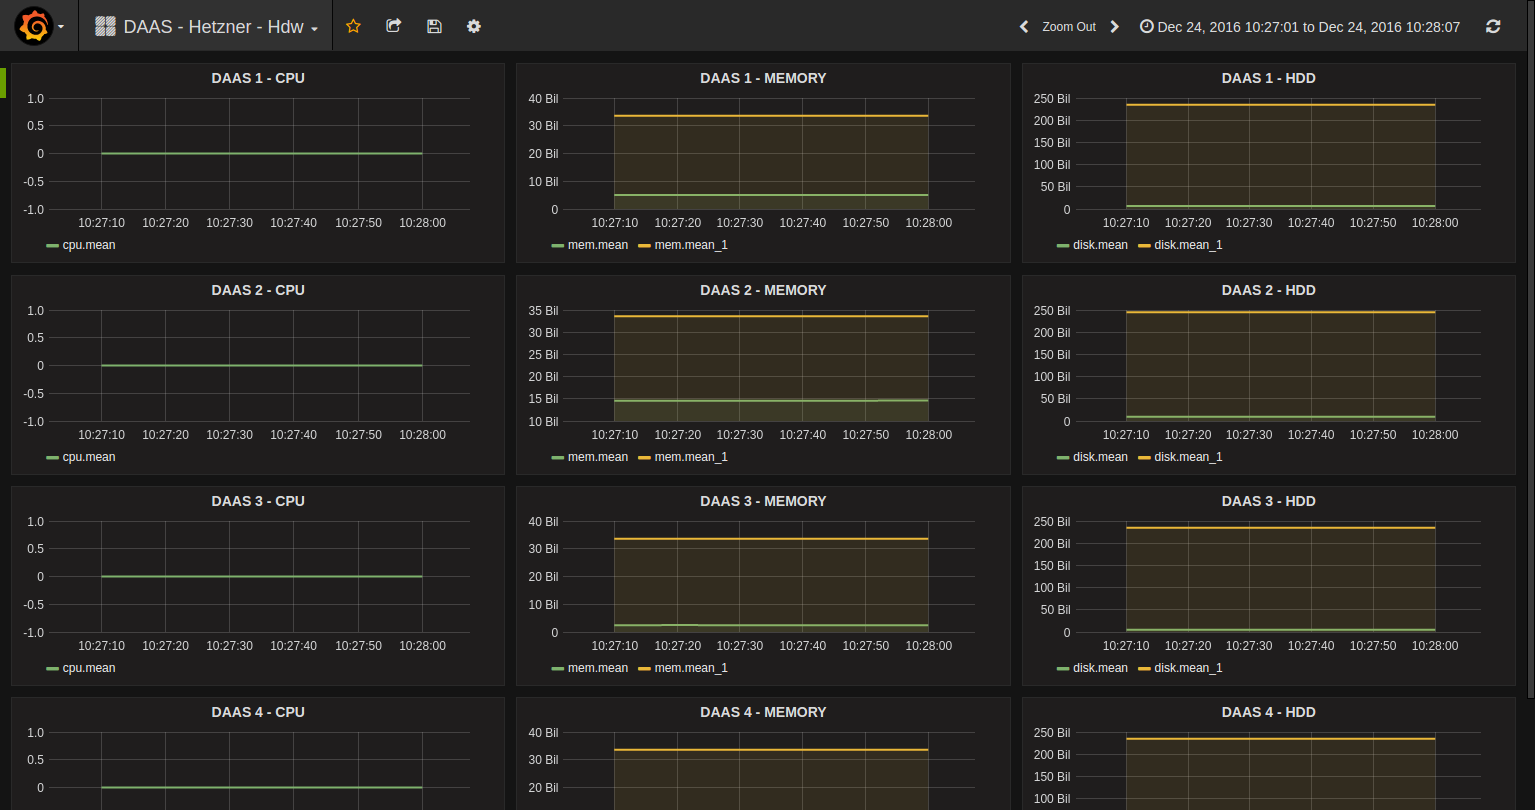 DAAS - Hetzner - Hdw
Zoom Out
Dec 24, 2016 10:27:01 to Dec 24, 2016 10:28:07
DAAS 1 - CPU
1.0
0.5
0
-0.5
-1.0
10:27:10 10:27:20 10:27:30 10:27:40 10:27:50 10:28:00
cpu.mean
DAAS 1 - MEMORY
40 Bil
30 Bil
20 Bil
10 Bil
0
10:27:10 10:27:20 10:27:30 10:27:40 10:27:50 10:28:00
mem.mean mem.mean_1
DAAS 1 - HDD
250 Bil
200 Bil
150 Bil
100 Bil
50 Bil
0
10:27:10 10:27:20 10:27:30 10:27:40 10:27:50 10:28:00
disk.mean disk.mean_1
DAAS 2 - CPU
1.0
0.5
0
-0.5
-1.0
10:27:10 10:27:20 10:27:30 10:27:40 10:27:50 10:28:00
cpu.mean
DAAS 2 - MEMORY
35 Bil
30 Bil
25 Bil
20 Bil
15 Bil
10 Bil
10:27:10 10:27:20 10:27:30 10:27:40 10:27:50 10:28:00
mem.mean mem.mean_1
DAAS 2 - HDD
250 Bil
200 Bil
150 Bil
100 Bil
50 Bil
0
10:27:10 10:27:20 10:27:30 10:27:40 10:27:50 10:28:00
disk.mean disk.mean_1
DAAS 3 - CPU
1.0
0.5
0
-0.5
-1.0
10:27:10 10:27:20 10:27:30 10:27:40 10:27:50 10:28:00
cpu.mean
DAAS 3 - MEMORY
40 Bil
30 Bil
20 Bil
10 Bil
0
10:27:10 10:27:20 10:27:30 10:27:40 10:27:50 10:28:00
mem.mean mem.mean_1
DAAS 3 - HDD
250 Bil
200 Bil
150 Bil
100 Bil
50 Bil
0
10:27:10 10:27:20 10:27:30 10:27:40 10:27:50 10:28:00
disk.mean disk.mean_1
DAAS 4 - CPU
1.0
0.5
0
DAAS 4 - MEMORY
40 Bil
30 Bil
20 Bil
DAAS 4 - HDD
250 Bil
200 Bil
150 Bil
100 Bil